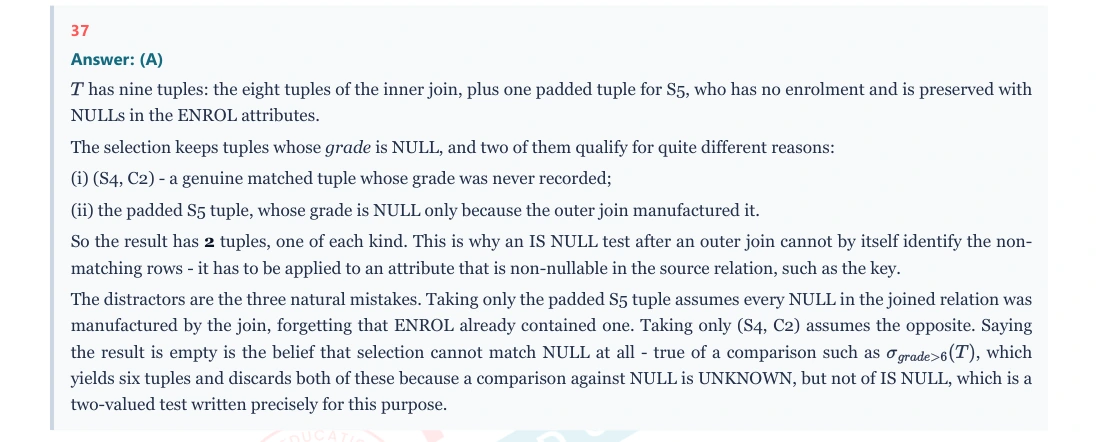 37
Answer: (A)
T has nine tuples: the eight tuples of the inner join, plus one padded tuple for S5, who has no enrolment and is preserved with
NULLs in the ENROL attributes.
The selection keeps tuples whose grade is NULL, and two of them qualify for quite different reasons:
(i) (S4, C2) - a genuine matched tuple whose grade was never recorded;
(ii) the padded S5 tuple, whose grade is NULL only because the outer join manufactured it.
So the result has 2 tuples, one of each kind. This is why an IS NULL test after an outer join cannot by itself identify the non-
matching rows - it has to be applied to an attribute that is non-nullable in the source relation, such as the key.
The distractors are the three natural mistakes. Taking only the padded S5 tuple assumes every NULL in the joined relation was
manufactured by the join, forgetting that ENROL already contained one. Taking only (S4, C2) assumes the opposite. Saying
the result is empty is the belief that selection cannot match NULL at all - true of a comparison such as σgrade>6(T), which
yields six tuples and discards both of these because a comparison against NULL is UNKNOWN, but not of IS NULL, which is a
two-valued test written precisely for this purpose.